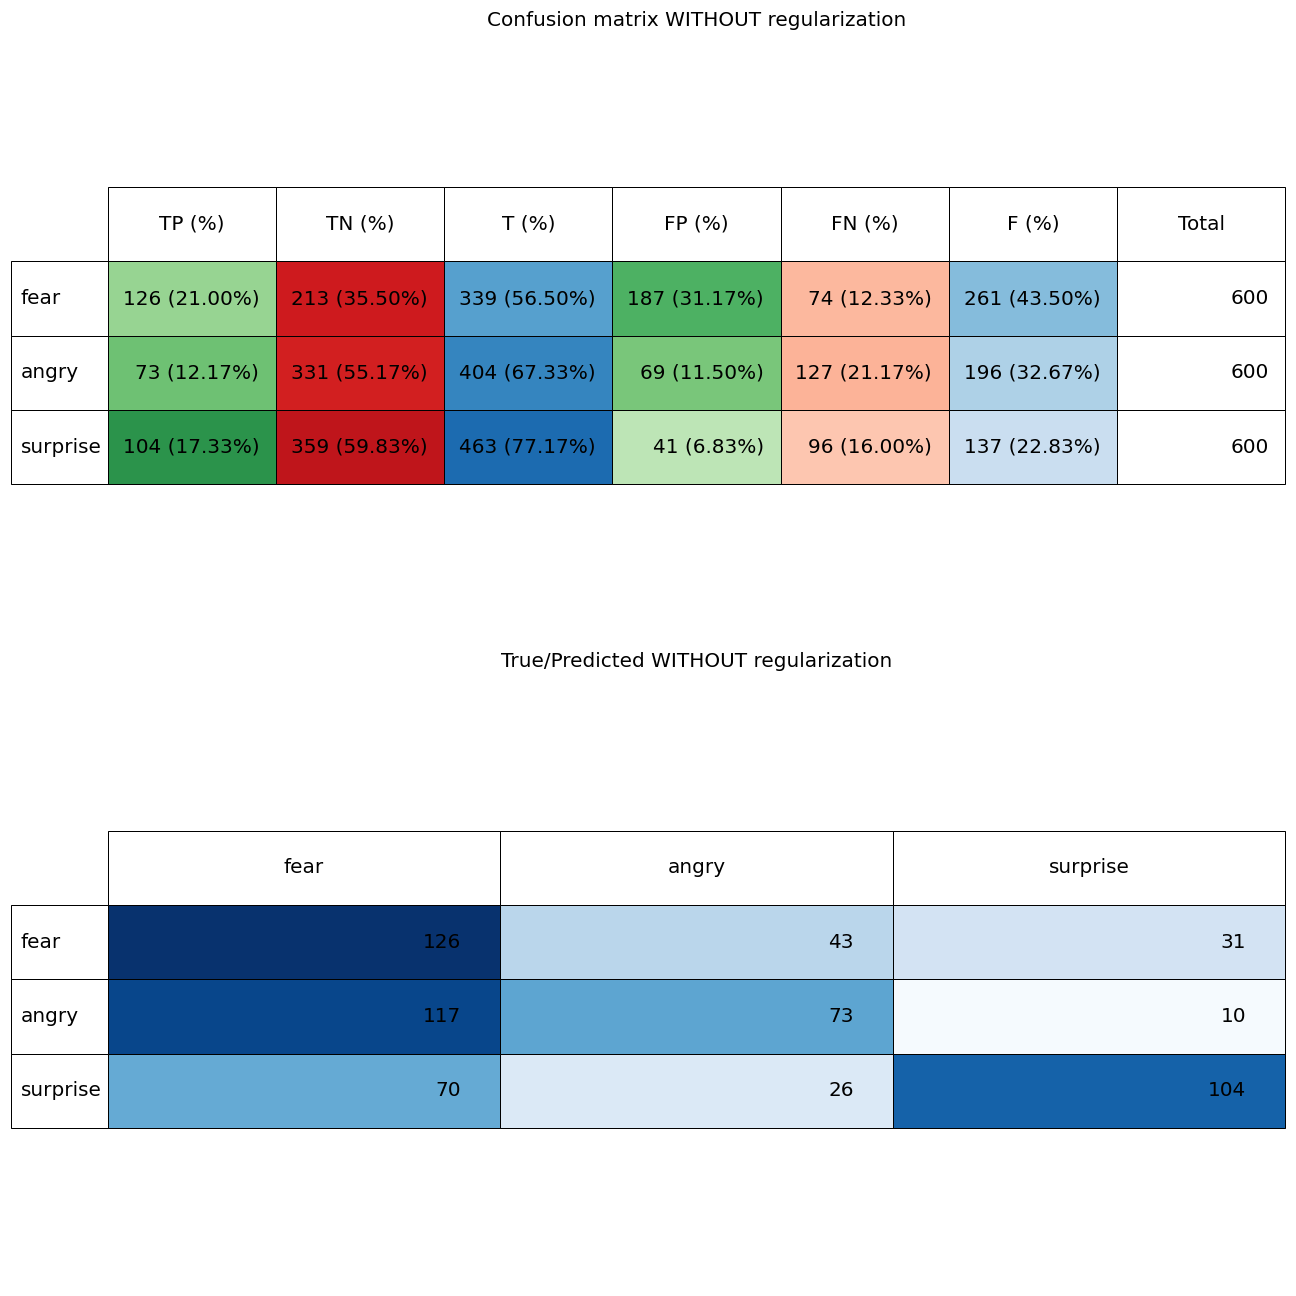 Confusion matrix WITHOUT regularization
TP (%) TN (%) T (%) FP (%) FN (%) F (%) Total
fear 126 (21.00%) 213 (35.50%) 339 (56.50%) 187 (31.17%) 74 (12.33%) 261 (43.50%) 600
angry 73 (12.17%) 331 (55.17%) 404 (67.33%) 69 (11.50%) 127 (21.17%) 196 (32.67%) 600
surprise 104 (17.33%) 359 (59.83%) 463 (77.17%) 41 (6.83%) 96 (16.00%) 137 (22.83%) 600
True/Predicted WITHOUT regularization
fear angry surprise
fear 126 43 31
angry 117 73 10
surprise 70 26 104